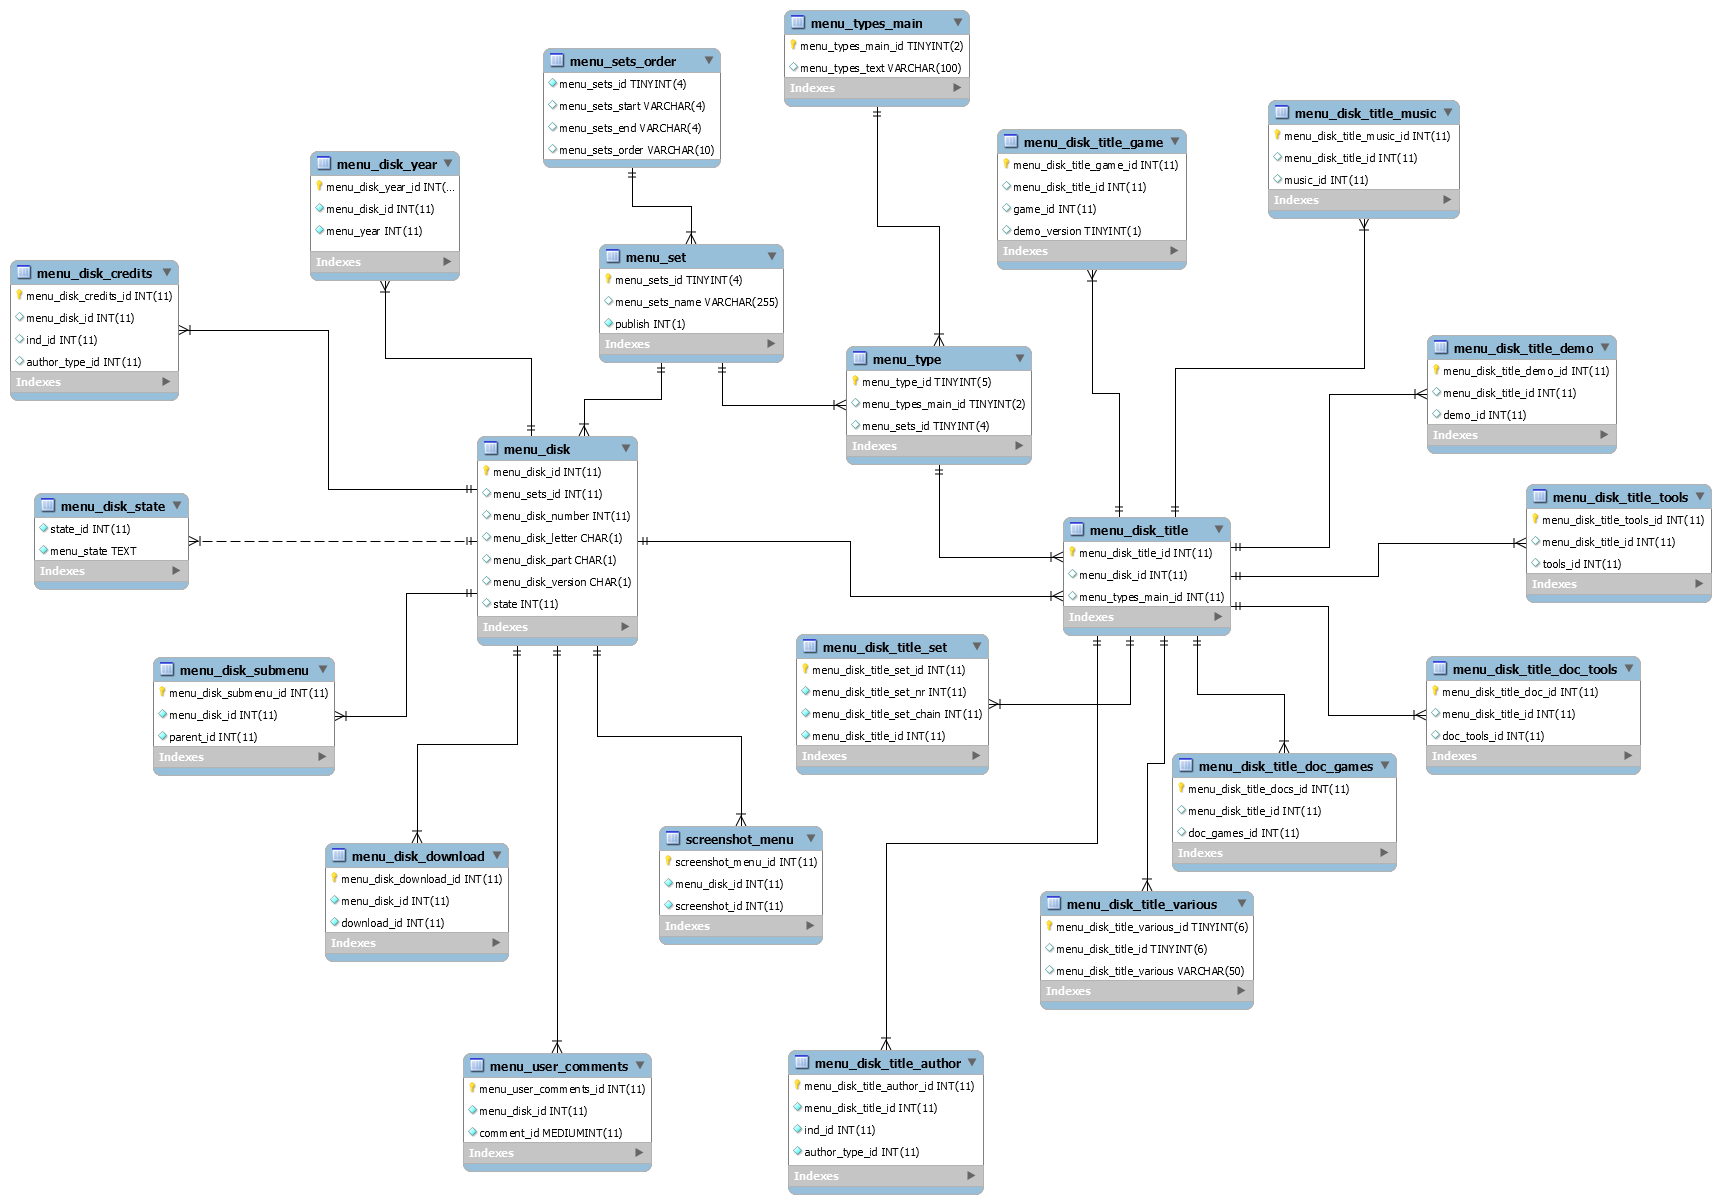 menu_types_main
menu_types_main_id TINYINT(2)
menu_types_text VARCHAR(100)
Indexes
menu_sets_order
menu_sets_id TINYINT(4)
menu_sets_start VARCHAR(4)
menu_sets_end VARCHAR(4)
menu_sets_order VARCHAR(10)
menu_disk_title_music
menu_disk_title_music_id INT(11)
menu_disk_title_id INT(11)
music_id INT(11)
Indexes
menu_disk_title_game
menu_disk_title_game_id INT(11)
menu_disk_title_id INT(11)
game_id INT(11)
demo_version TINYINT(1)
Indexes
menu_disk_year
menu_disk_year_id INT(...
menu_disk_id INT(11)
menu_year INT(11)
Indexes
menu_set
menu_sets_id TINYINT(4)
menu_sets_name VARCHAR(255)
publish INT(1)
Indexes
menu_disk_credits
menu_disk_credits_id INT(11)
menu_disk_id INT(11)
ind_id INT(11)
author_type_id INT(11)
Indexes
menu_type
menu_type_id TINYINT(5)
menu_types_main_id TINYINT(2)
menu_sets_id TINYINT(4)
Indexes
menu_disk_title_demo
menu_disk_title_demo_id INT(11)
menu_disk_title_id INT(11)
demo_id INT(11)
Indexes
menu_disk
menu_disk_id INT(11)
menu_sets_id INT(11)
menu_disk_number INT(11)
menu_disk_letter CHAR(1)
menu_disk_part CHAR(1)
menu_disk_version CHAR(1)
state INT(11)
Indexes
menu_disk_state
state_id INT(11)
menu_state TEXT
Indexes
menu_disk_title
menu_disk_title_id INT(11)
menu_disk_id INT(11)
menu_types_main_id INT(11)
Indexes
menu_disk_title_tools
menu_disk_title_tools_id INT(11)
menu_disk_title_id INT(11)
tools_id INT(11)
Indexes
menu_disk_submenu
menu_disk_submenu_id INT(11)
menu_disk_id INT(11)
parent_id INT(11)
Indexes
menu_disk_title_set
menu_disk_title_set_id INT(11)
menu_disk_title_set_nr INT(11)
menu_disk_title_set_chain INT(11)
menu_disk_title_id INT(11)
Indexes
menu_disk_title_doc_tools
menu_disk_title_doc_id INT(11)
menu_disk_title_id INT(11)
doc_tools_id INT(11)
Indexes
menu_disk_title_doc_games
menu_disk_title_docs_id INT(11)
menu_disk_title_id INT(11)
doc_games_id INT(11)
Indexes
menu_disk_download
menu_disk_download_id INT(11)
menu_disk_id INT(11)
download_id INT(11)
Indexes
screenshot_menu
screenshot_menu_id INT(11)
menu_disk_id INT(11)
screenshot_id INT(11)
Indexes
menu_disk_title_various
menu_disk_title_various_id TINYINT(6)
menu_disk_title_id TINYINT(6)
menu_disk_title_various VARCHAR(50)
Indexes
menu_user_comments
menu_user_comments_id INT(11)
menu_disk_id INT(11)
comment_id MEDIUMINT(11)
Indexes
menu_disk_title_author
menu_disk_title_author_id INT(11)
menu_disk_title_id INT(11)
ind_id INT(11)
author_type_id INT(11)
Indexes